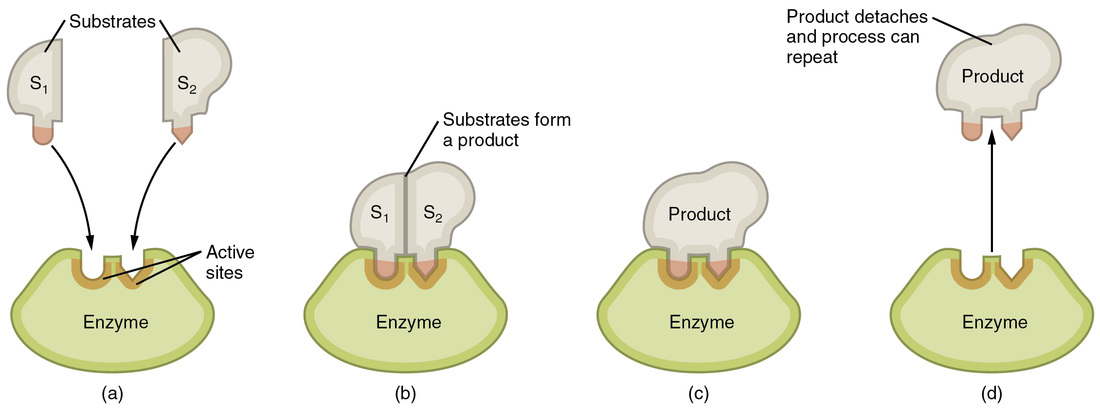 Substrates
S₁
S₂
Active
sites
Enzyme
(a)
Substrates form
a product
S₁
S₂
Enzyme
(b)
Product
Enzyme
(c)
Product detaches
and process can
repeat
Product
Enzyme
(d)